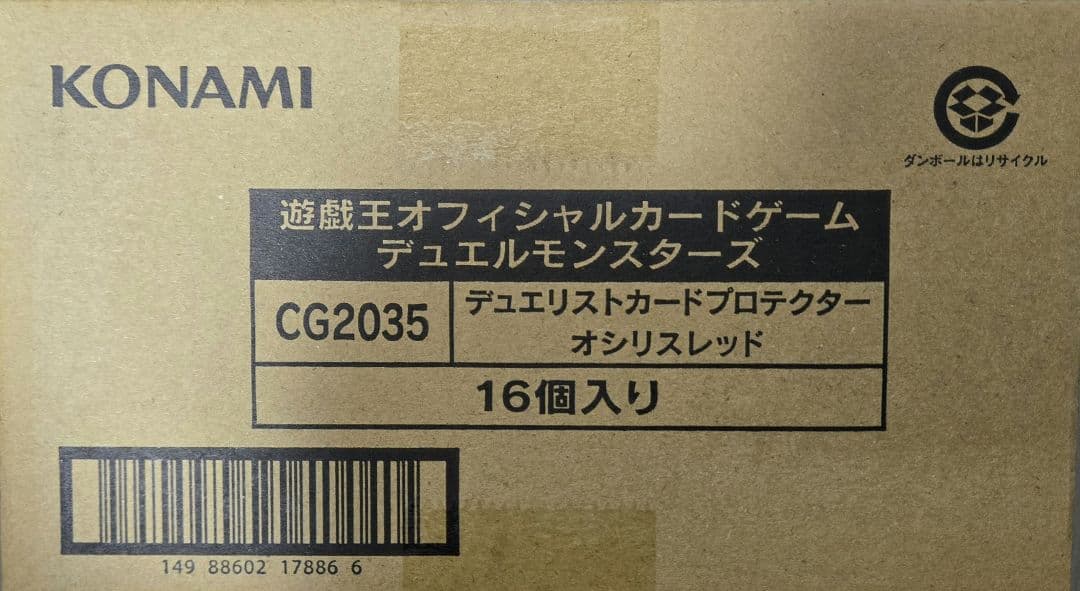 KONAMI
ダンボールはリサイクル
遊戯王オフィシャルカードゲーム
デュエルモンスターズ
CG2035
デュエリストカードプロテクター
オシリスレッド
16個入り
149 88602 17886 6